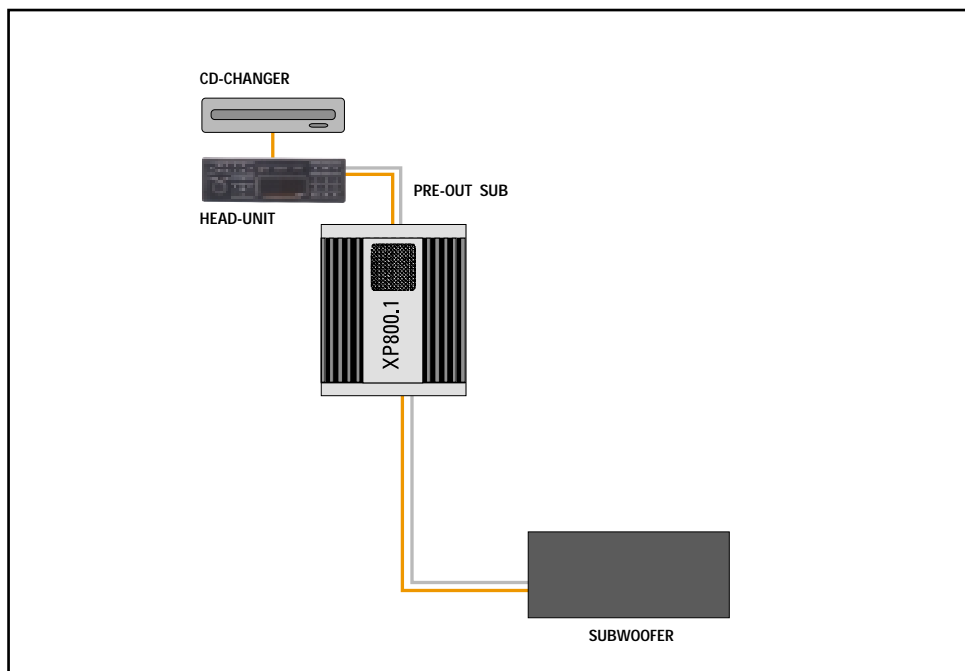 CD-CHANGER
PRE-OUT SUB
HEAD-UNIT
XP800.1
SUBWOOFER